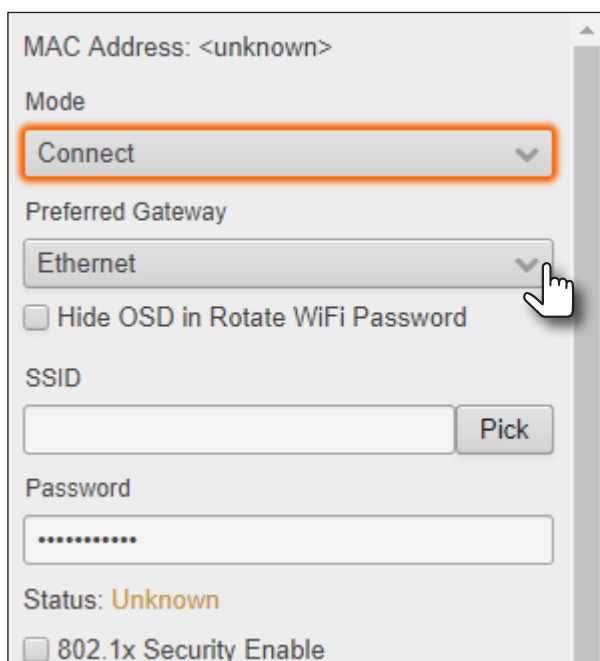 MAC Address: <unknown>
Mode
Connect
Preferred Gateway
Ethernet
Hide OSD in Rotate WiFi Password
SSID
Pick
Password
•••••••••••
Status: Unknown
802.1x Security Enable